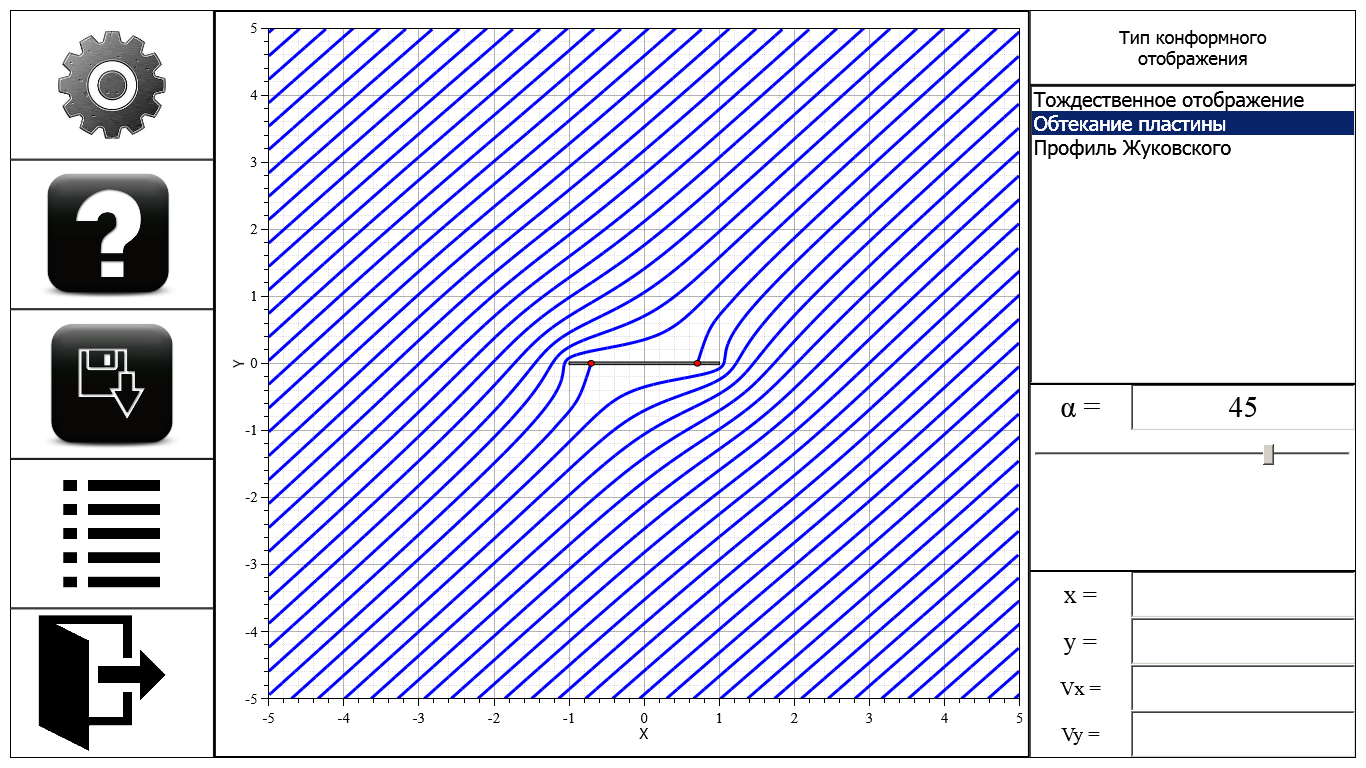 5
4
3
2
1
0
-1
-2
-3
-4
-5
Y
-5 -4 -3 -2 -1 0 1 2 3 4 5
X
Тип конформного
отображения
Тождественное отображение
Обтекание пластины
Профиль Жуковского
α = 45
x =
y =
Vx =
Vy =